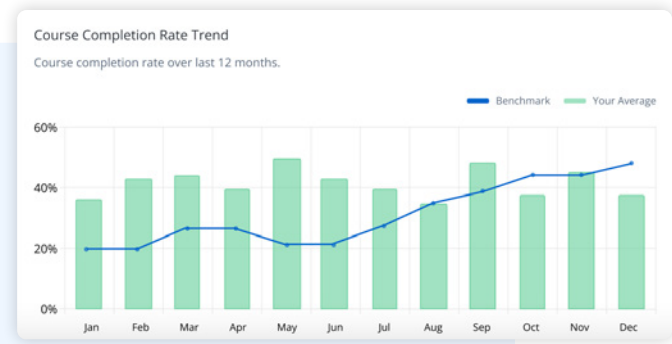 Course Completion Rate Trend
Course completion rate over last 12 months.
Benchmark Your Average
60%
40%
20%
0%
Jan Feb Mar Apr May Jun Jul Aug Sep Oct Nov Dec